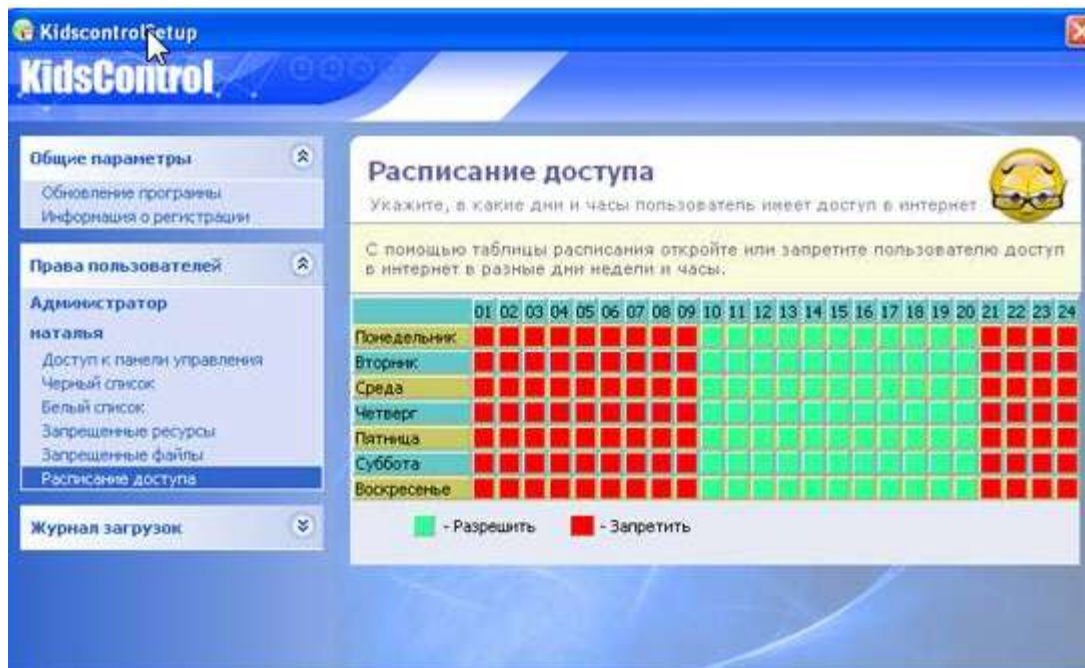 KidscontrolSetup
KidsControl
Общие параметры
Обновление программы
Информация о регистрации
Права пользователей
Администратор
наталья
Доступ к панели управления
Черный список
Белый список
Запрещенные ресурсы
Запрещенные файлы
Расписание доступа
Журнал загрузок
Расписание доступа
Укажите, в какие дни и часы пользователь имеет доступ в интернет
С помощью таблицы расписания откройте или запретите пользователю доступ
в интернет в разные дни недели и часы.
01 02 03 04 05 06 07 08 09 10 11 12 13 14 15 16 17 18 19 20 21 22 23 24
Понедельник
Вторник
Среда
Четверг
Пятница
Суббота
Воскресенье
- Разрешить - Запретить